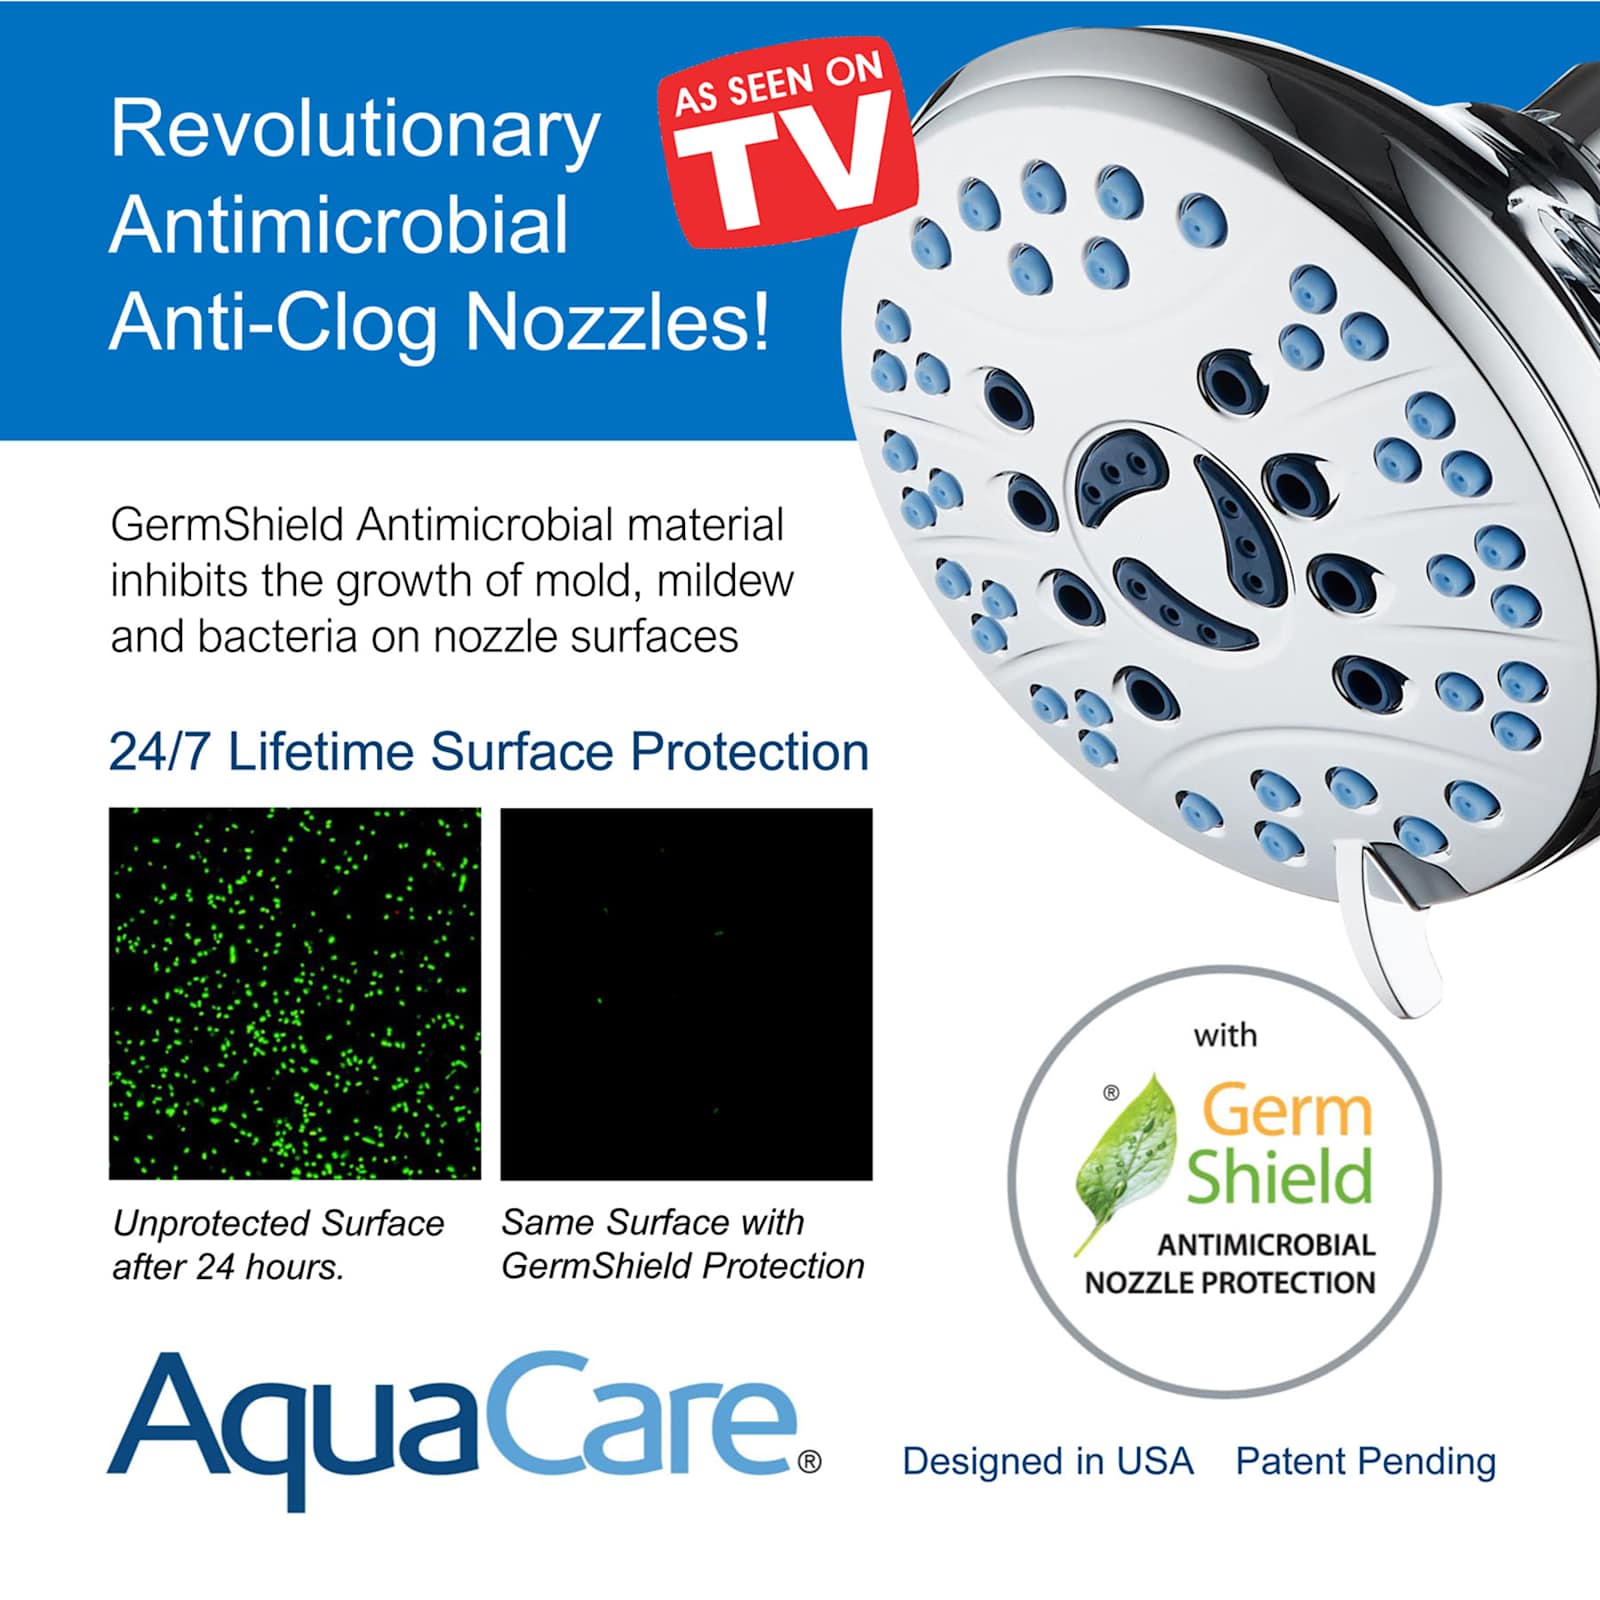 Revolutionary
Antimicrobial
Anti-Clog Nozzles!
AS SEEN ON
TV
GermShield Antimicrobial material
inhibits the growth of mold, mildew
and bacteria on nozzle surfaces
24/7 Lifetime Surface Protection
Unprotected Surface
after 24 hours.
Same Surface with
GermShield Protection
with
®
Germ
Shield
ANTIMICROBIAL
NOZZLE PROTECTION
AquaCare®
Designed in USA Patent Pending